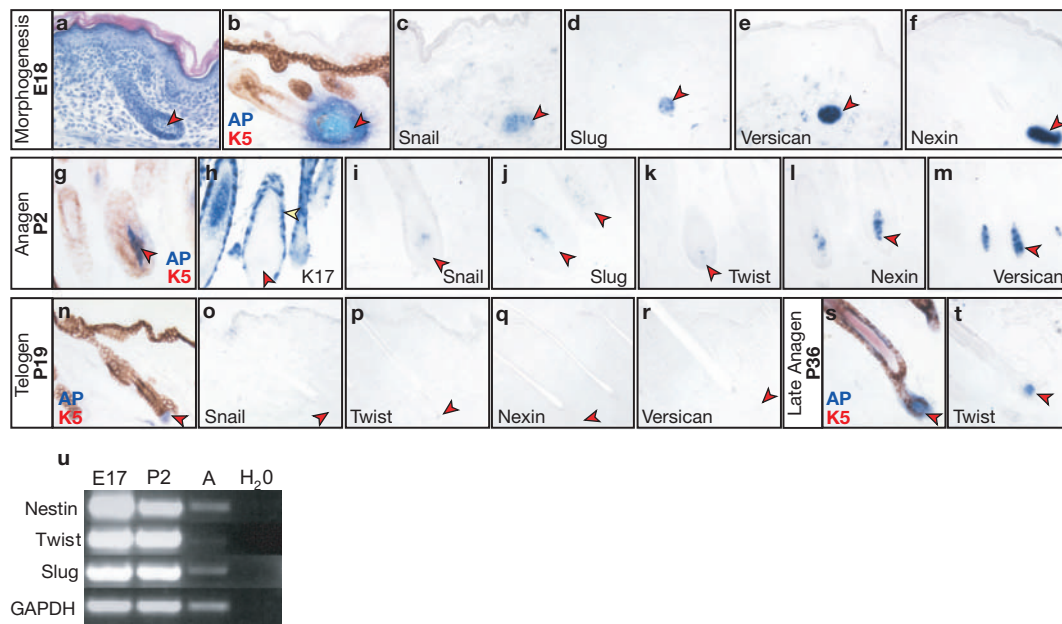 Morphogenesis
E18
a
b
AP
K5
c
Snail
d
Slug
e
Versican
f
Nexin
Anagen
P2
g
AP
K5
h
K17
i
Snail
j
Slug
k
Twist
l
Nexin
m
Versican
Telogen
P19
n
AP
K5
o
Snail
p
Twist
q
Nexin
r
Versican
Late Anagen
P36
s
AP
K5
t
Twist
u
E17 P2 A H₂0
Nestin
Twist
Slug
GAPDH